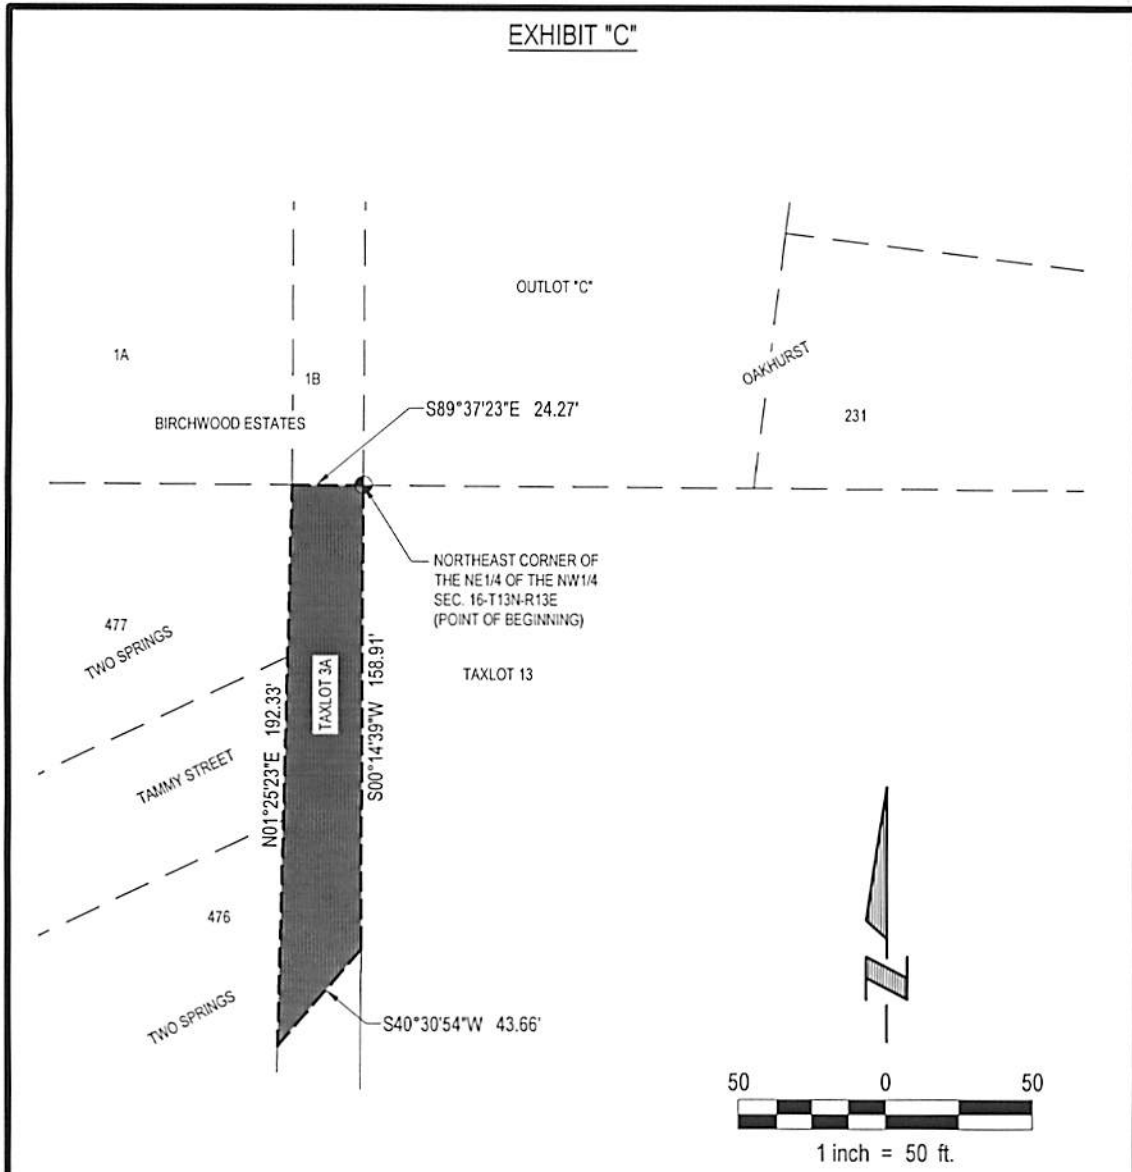 EXHIBIT "C"
OUTLOT "C"
1A
1B
OAKHURST
S89°37'23"E 24.27'
231
BIRCHWOOD ESTATES
NORTHEAST CORNER OF
THE NE1/4 OF THE NW1/4
SEC. 16-T13N-R13E
(POINT OF BEGINNING)
477
TWO SPRINGS
TAXLOT 3A
S00°14'39"W 158.91'
TAXLOT 13
N01°25'23"E 192.33'
TAMMY STREET
476
TWO SPRINGS
S40°30'54"W 43.66'
N
50 0 50
1 inch = 50 ft.